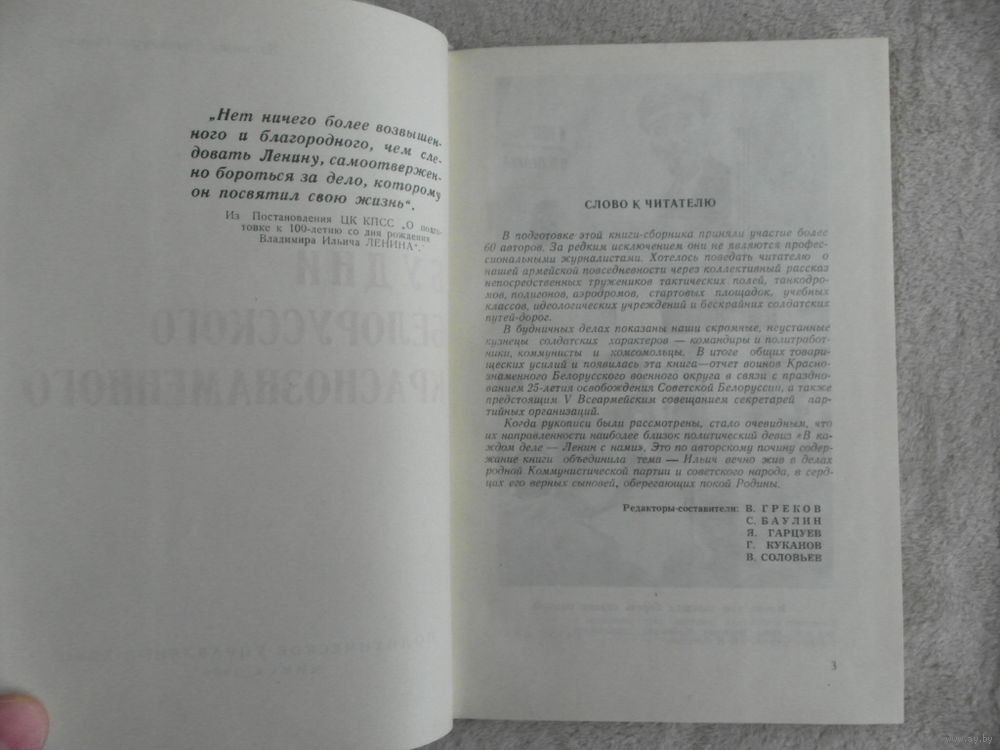 „Нет ничего более возвышен-
ного и благородного, чем сле-
довать Ленину, самоотвержен-
но бороться за дело, которому
он посвятил свою жизнь“.
Из Постановления ЦК КПСС „О подго-
товке к 100-летию со дня рождения
Владимира Ильича ЛЕНИНА“.
СЛОВО К ЧИТАТЕЛЮ
В подготовке этой книги-сборника приняли участие более
60 авторов. За редким исключением они не являются профес-
сиональными журналистами. Хотелось поведать читателю о
нашей армейской повседневности через коллективный рассказ
непосредственных тружеников тактических полей, танкодро-
мов, полигонов, аэродромов, стартовых площадок, учебных
классов, идеологических учреждений и бескрайних солдатских
путей-дорог.
В будничных делах показаны наши скромные, неустанные
кузнецы солдатских характеров — командиры и политработ-
ники, коммунисты и комсомольцы. В итоге общих товари-
щеских усилий и появилась эта книга—отчет воинов Красно-
знаменного Белорусского военного округа в связи с празднo-
ванием 25-летия освобождения Советской Белоруссии, а также
предстоящим V Всеармейским совещанием секретарей пар-
тийных организаций.
Когда рукописи были рассмотрены, стало очевидным, что
их направленности наиболее близок политический девиз «В ка-
ждом деле — Ленин с нами». Это по авторскому почину содер-
жание книги объединила тема — Ильич вечно жив в делах
родной Коммунистической партии и советского народа, в серд-
цах его верных сыновей, оберегающих покой Родины.
Редакторы-составители: В. ГРЕКОВ
С. БАУЛИН
Я. ГАРЦУЕВ
Г. КУКАНОВ
В. СОЛОВЬЕВ
3
БУДНИ
БЕЛОРУССКОГО
КРАСНОЗНАМЕННОГО
ПОЛИТИЧЕСКОЕ УПРАВЛЕНИЕ
www.ay.by